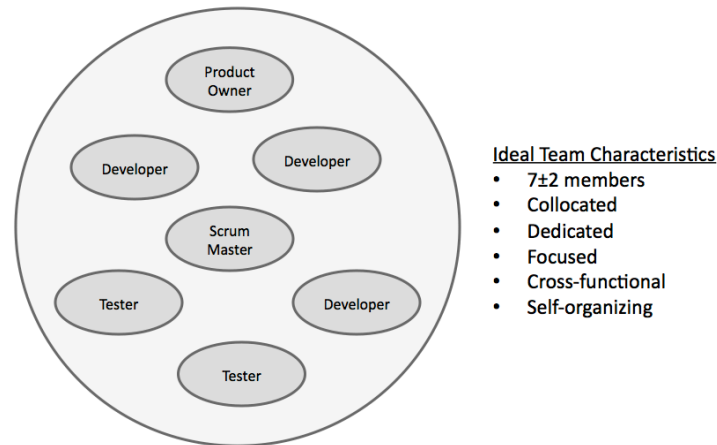 Product
Owner
Developer
Developer
Scrum
Master
Tester
Developer
Tester
Ideal Team Characteristics
• 7±2 members
• Collocated
• Dedicated
• Focused
• Cross-functional
• Self-organizing